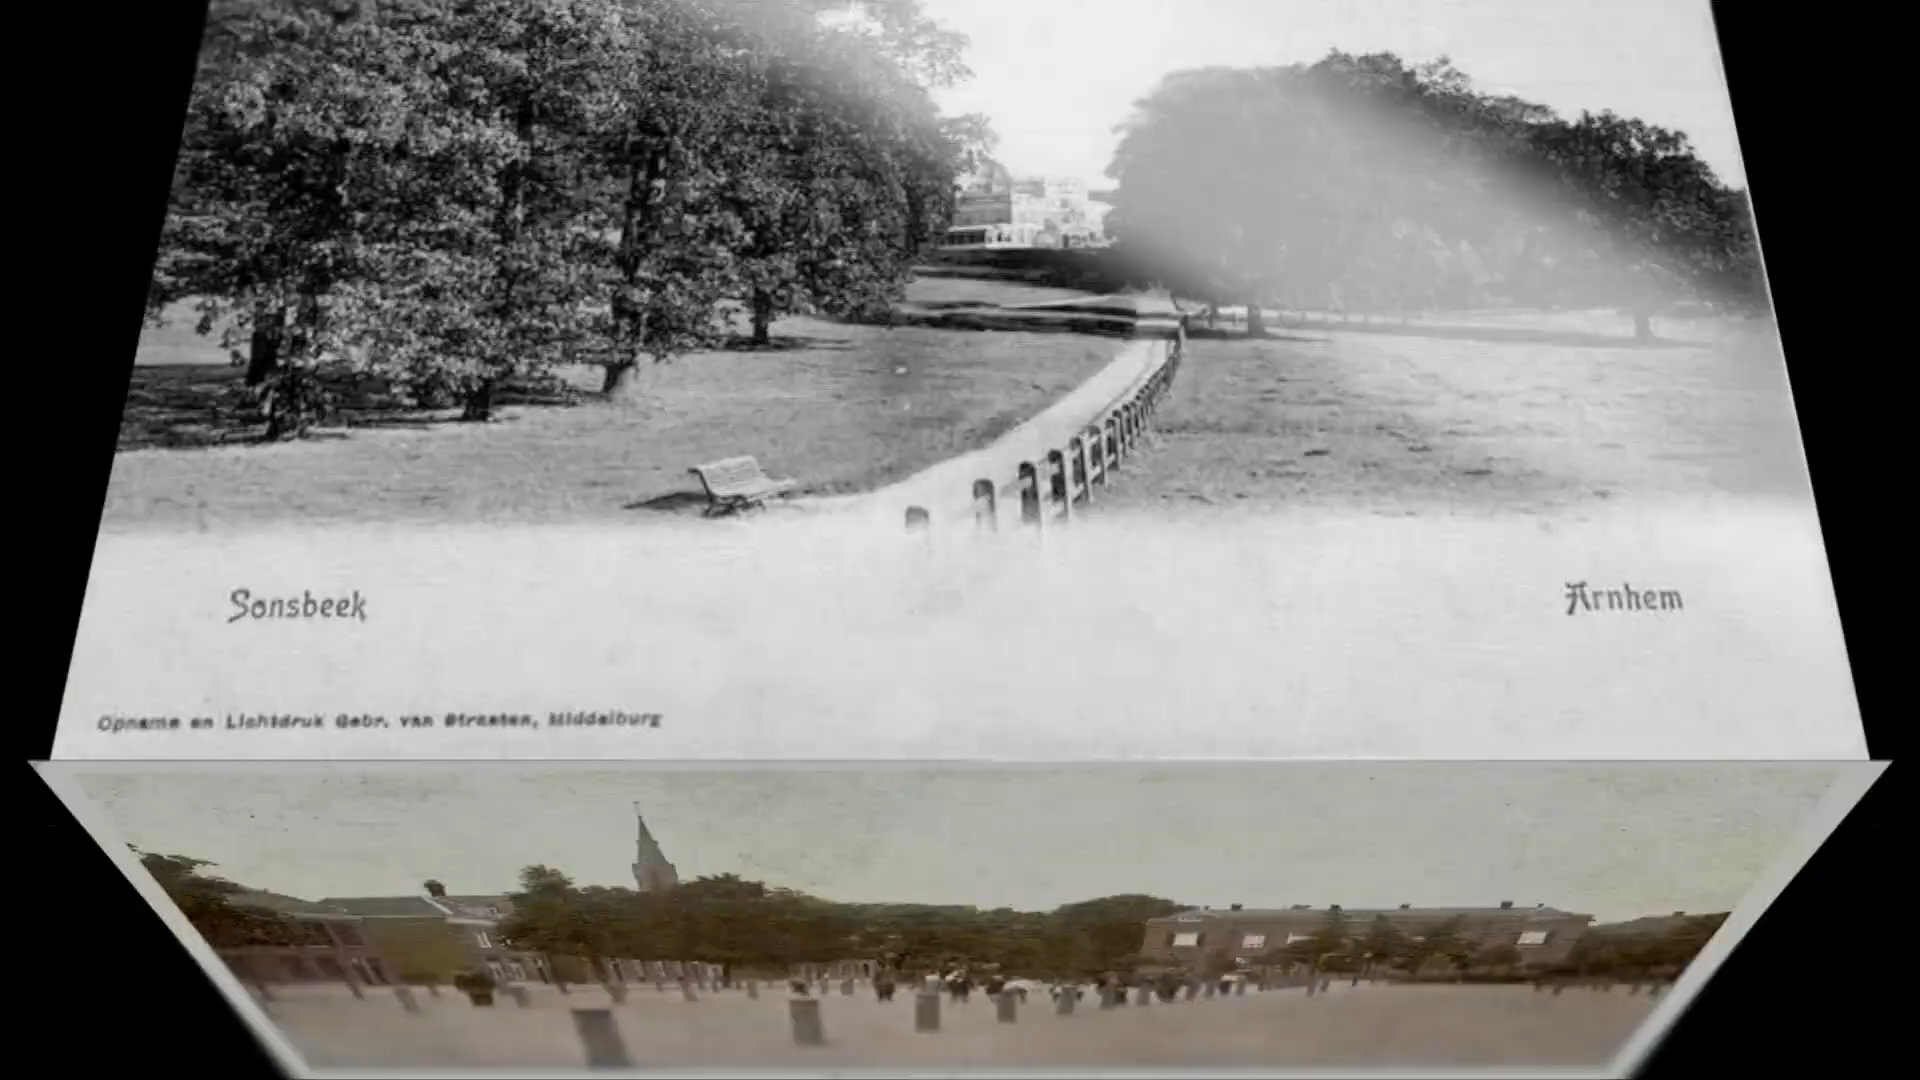 Sonsbeek
Arnhem
Opname en Lichtdruk Gebr. van Straaten, Middelburg